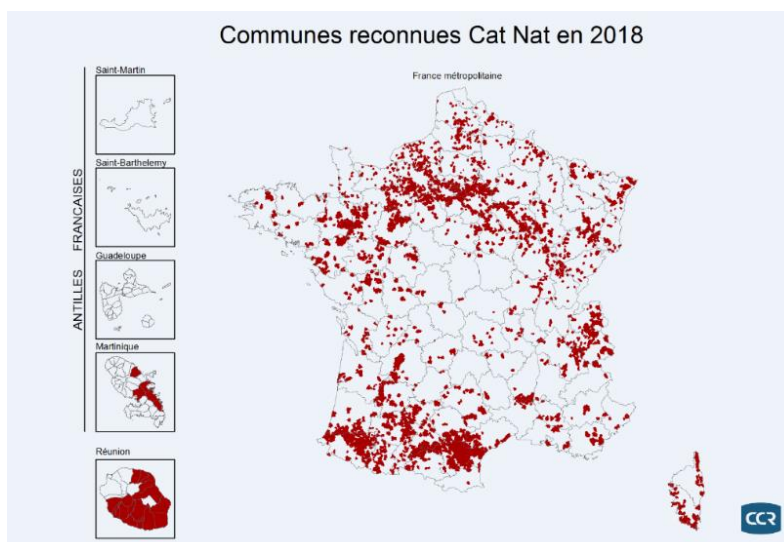 Communes reconnues Cat Nat en 2018
Saint-Martin
France métropolitaine
Saint-Barthelemy
ANTILLES FRANCAISES
Guadeloupe
Martinique
Réunion
CCR